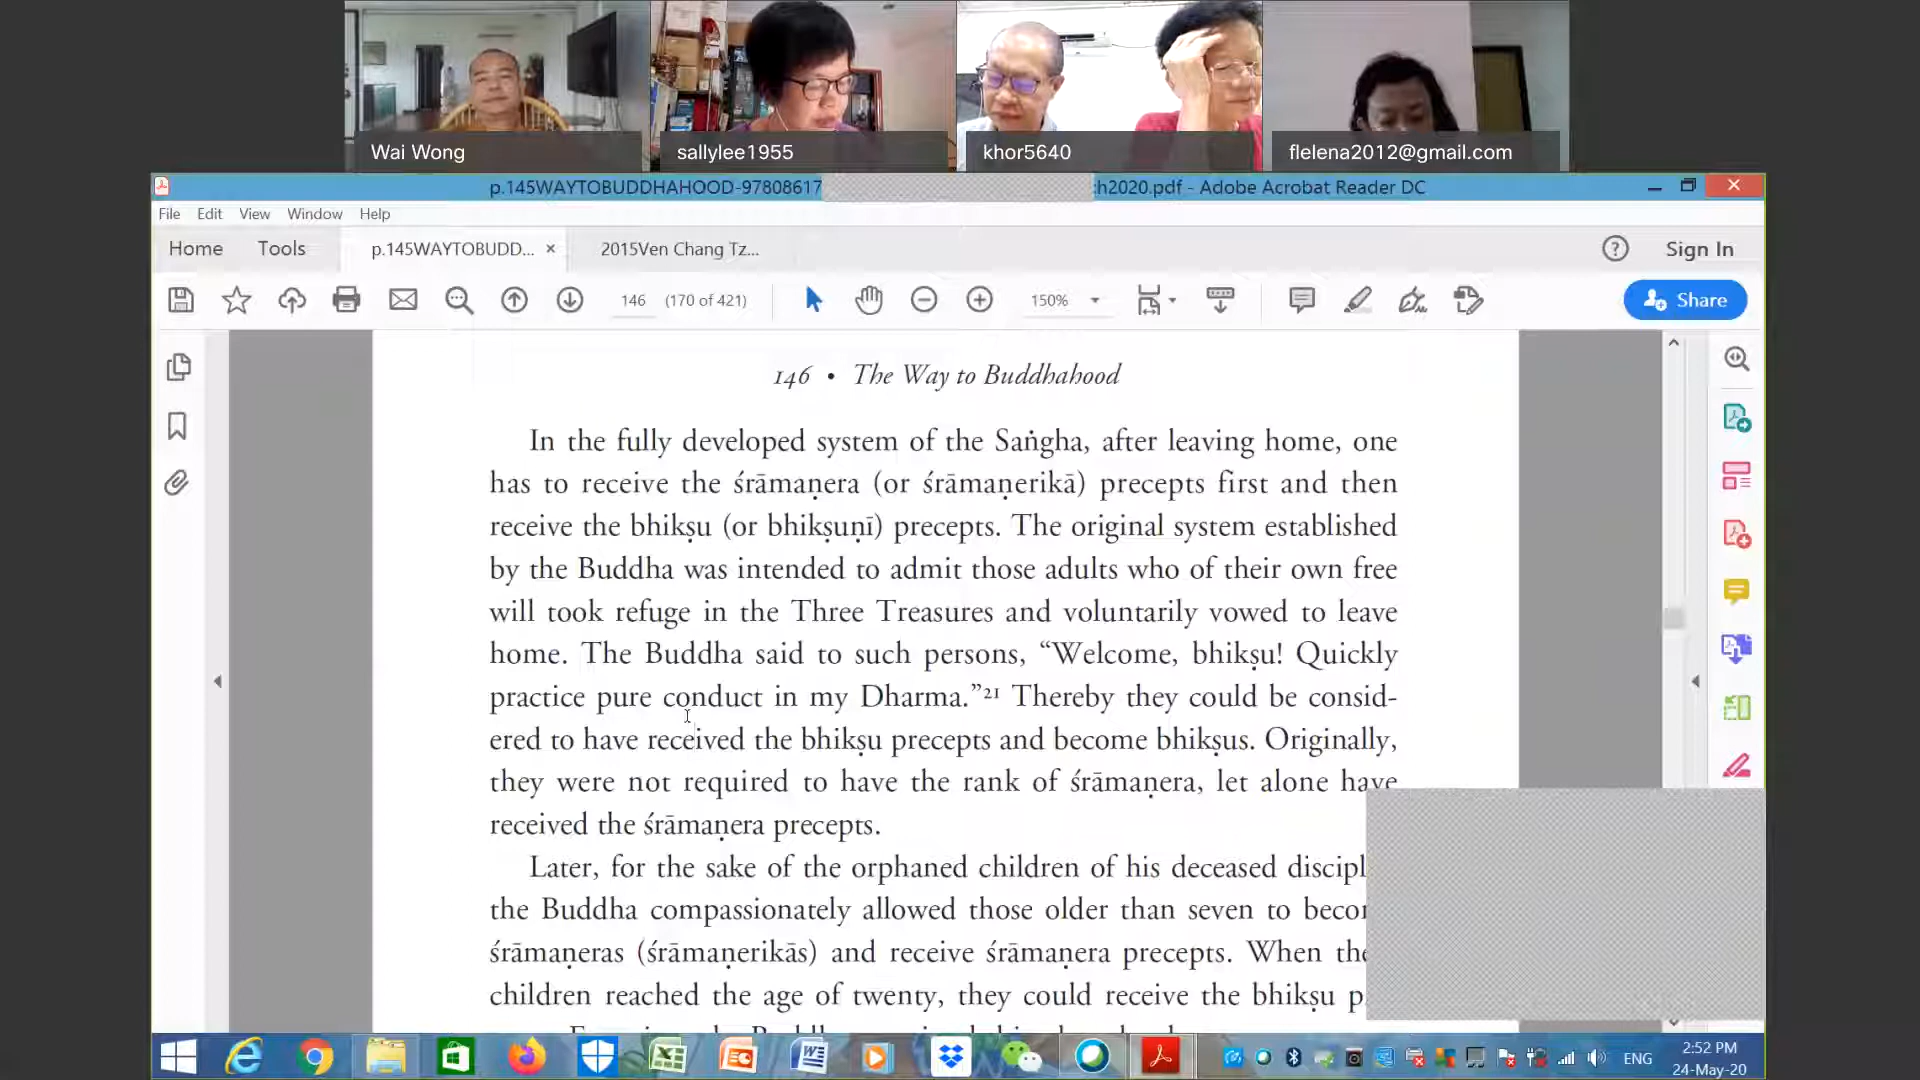 Wai Wong
sallylee1955
khor5640
flelena2012@gmail.com
p.145WAYTOBUDDHAHOOD-97808617
h2020.pdf - Adobe Acrobat Reader DC
File Edit View Window Help
Home Tools p.145WAYTOBUDD... × 2015Ven Chang Tz...
? Sign In
146 (170 of 421) 150%
Share
146 • The Way to Buddhahood
In the fully developed system of the Saṅgha, after leaving home, one
has to receive the śrāmaṇera (or śrāmaṇerikā) precepts first and then
receive the bhikṣu (or bhikṣuṇī) precepts. The original system established
by the Buddha was intended to admit those adults who of their own free
will took refuge in the Three Treasures and voluntarily vowed to leave
home. The Buddha said to such persons, “Welcome, bhikṣu! Quickly
practice pure conduct in my Dharma.”²¹ Thereby they could be consid-
ered to have received the bhikṣu precepts and become bhikṣus. Originally,
they were not required to have the rank of śrāmaṇera, let alone have
received the śrāmaṇera precepts.
Later, for the sake of the orphaned children of his deceased discipl
the Buddha compassionately allowed those older than seven to becom
śrāmaṇeras (śrāmaṇerikās) and receive śrāmaṇera precepts. When the
children reached the age of twenty, they could receive the bhikṣu p
ENG
2:52 PM
24-May-20